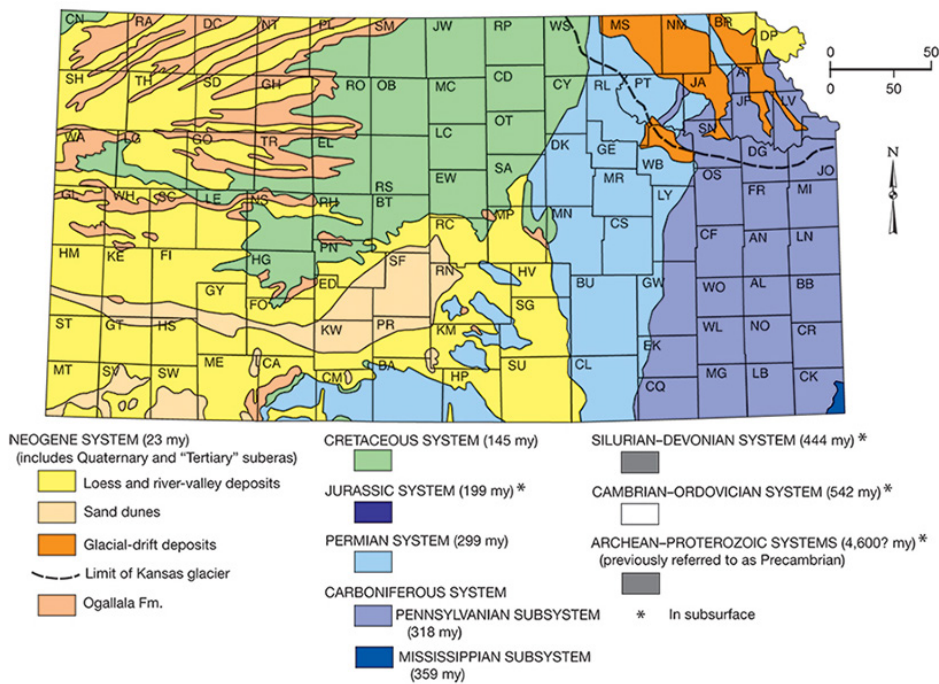 CN RA DC NT PL SM JW RP WS MS NM BR DP
0 50
0 50
SH TH SD GH RO OB MC CD CY RL PT JA AT
JF LV
WA LG GO TR EL LC OT SN
DK GE WB DG JO
N
GL WH SC LE NS RH RS BT EW SA MR LY OS FR MI
HM KE FI HG PN RC MP MN CS CF AN LN
GY FO ED SF RN HV BU GW WO AL BB
ST GT HS KW PR KM SG WL NO CR
MT SV SW ME CA CM BA HP SU CL EK CQ MG LB CK
NEOGENE SYSTEM (23 my)
(includes Quaternary and “Tertiary” suberas)
Loess and river-valley deposits
Sand dunes
Glacial-drift deposits
Limit of Kansas glacier
Ogallala Fm.
CRETACEOUS SYSTEM (145 my)
JURASSIC SYSTEM (199 my) *
PERMIAN SYSTEM (299 my)
CARBONIFEROUS SYSTEM
PENNSYLVANIAN SUBSYSTEM
(318 my)
MISSISSIPPIAN SUBSYSTEM
(359 my)
SILURIAN–DEVONIAN SYSTEM (444 my) *
CAMBRIAN–ORDOVICIAN SYSTEM (542 my) *
ARCHEAN–PROTEROZOIC SYSTEMS (4,600? my) *
(previously referred to as Precambrian)
* In subsurface